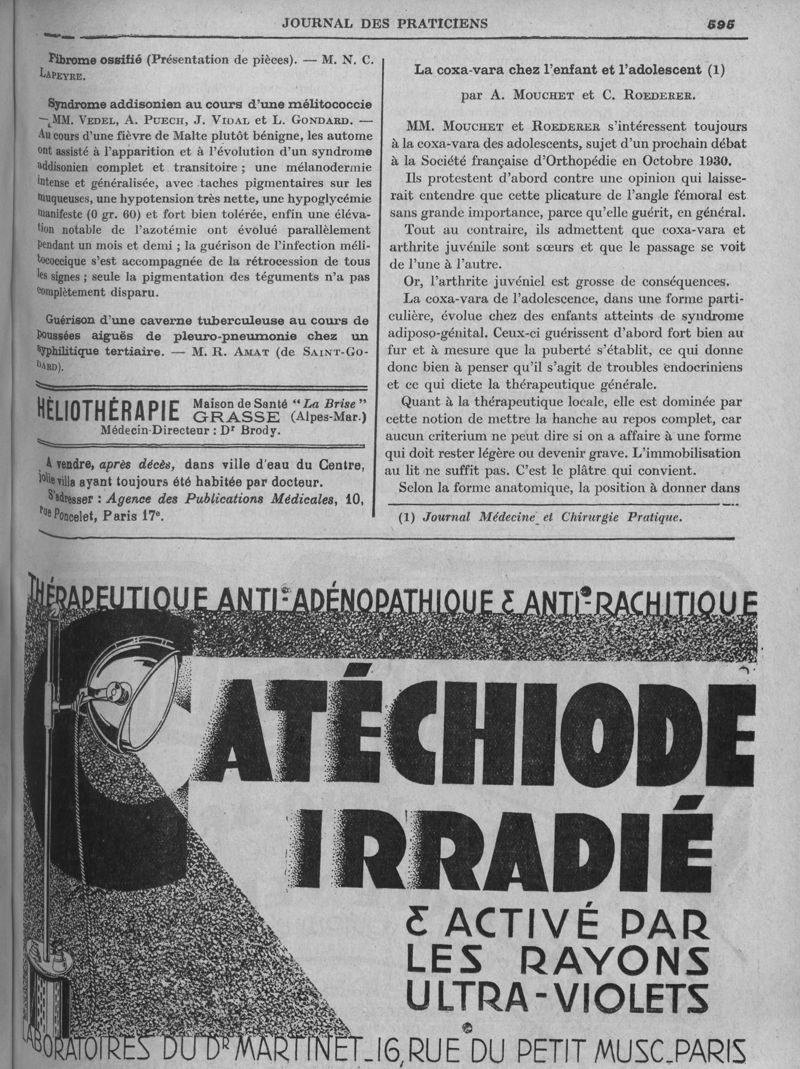 JOURNAL DES PRATICIENS 595
Fibrome ossifié (Présentation de pièces). — M. N. C.
LAPEYRE.
Syndrome addisonien au cours d'une mélitococcie
— MM. VEDEL, A. PUECH, J. VIDAL et L. GONDARD. —
Au cours d'une fièvre de Malte plutôt bénigne, les autome
ont assisté à l'apparition et à l'évolution d'un syndrome
addisonien complet et transitoire ; une mélanodermie
intense et généralisée, avec taches pigmentaires sur les
muqueuses, une hypotension très nette, une hypoglycémie
manifeste (0 gr. 60) et fort bien tolérée, enfin une éléva-
tion notable de l'azotémie ont évolué parallèlement
pendant un mois et demi ; la guérison de l'infection méli-
tococcique s'est accompagnée de la rétrocession de tous
les signes ; seule la pigmentation des téguments n'a pas
complètement disparu.
Guérison d'une caverne tuberculeuse au cours de
poussées aiguës de pleuro-pneumonie chez un
syphilitique tertiaire. — M. R. AMAT (de SAINT-GO-
DARD).
HÉLIOTHÉRAPIE Maison de Santé "La Brise"
GRASSE (Alpes-Mar.)
Médecin-Directeur : Dr Brody.
A vendre, après décès, dans ville d'eau du Centre,
jolie villa ayant toujours été habitée par docteur.
S'adresser : Agence des Publications Médicales, 10,
rue Poncelet, Paris 17e.
La coxa-vara chez l'enfant et l'adolescent (1)
par A. MOUCHET et C. ROEDERER.
MM. MOUCHET et ROEDERER s'intéressent toujours
à la coxa-vara des adolescents, sujet d'un prochain débat
à la Société française d'Orthopédie en Octobre 1930.
Ils protestent d'abord contre une opinion qui laisse-
rait entendre que cette plicature de l'angle fémoral est
sans grande importance, parce qu'elle guérit, en général.
Tout au contraire, ils admettent que coxa-vara et
arthrite juvénile sont sœurs et que le passage se voit
de l'une à l'autre.
Or, l'arthrite juvéniel est grosse de conséquences.
La coxa-vara de l'adolescence, dans une forme parti-
culière, évolue chez des enfants atteints de syndrome
adiposo-génital. Ceux-ci guérissent d'abord fort bien au
fur et à mesure que la puberté s'établit, ce qui donne
donc bien à penser qu'il s'agit de troubles endocriniens
et ce qui dicte la thérapeutique générale.
Quant à la thérapeutique locale, elle est dominée par
cette notion de mettre la hanche au repos complet, car
aucun criterium ne peut dire si on a affaire à une forme
qui doit rester légère ou devenir grave. L'immobilisation
au lit ne suffit pas. C'est le plâtre qui convient.
Selon la forme anatomique, la position à donner dans
(1) Journal Médecine et Chirurgie Pratique.
THÉRAPEUTIQUE ANTI-ADÉNOPATHIQUE & ANTI-RACHITIQUE
CATÉCHIODE
IRRADIÉ
& ACTIVÉ PAR
LES RAYONS
ULTRA-VIOLETS
LABORATOIRES DU DR MARTINET_16, RUE DU PETIT MUSC_PARIS